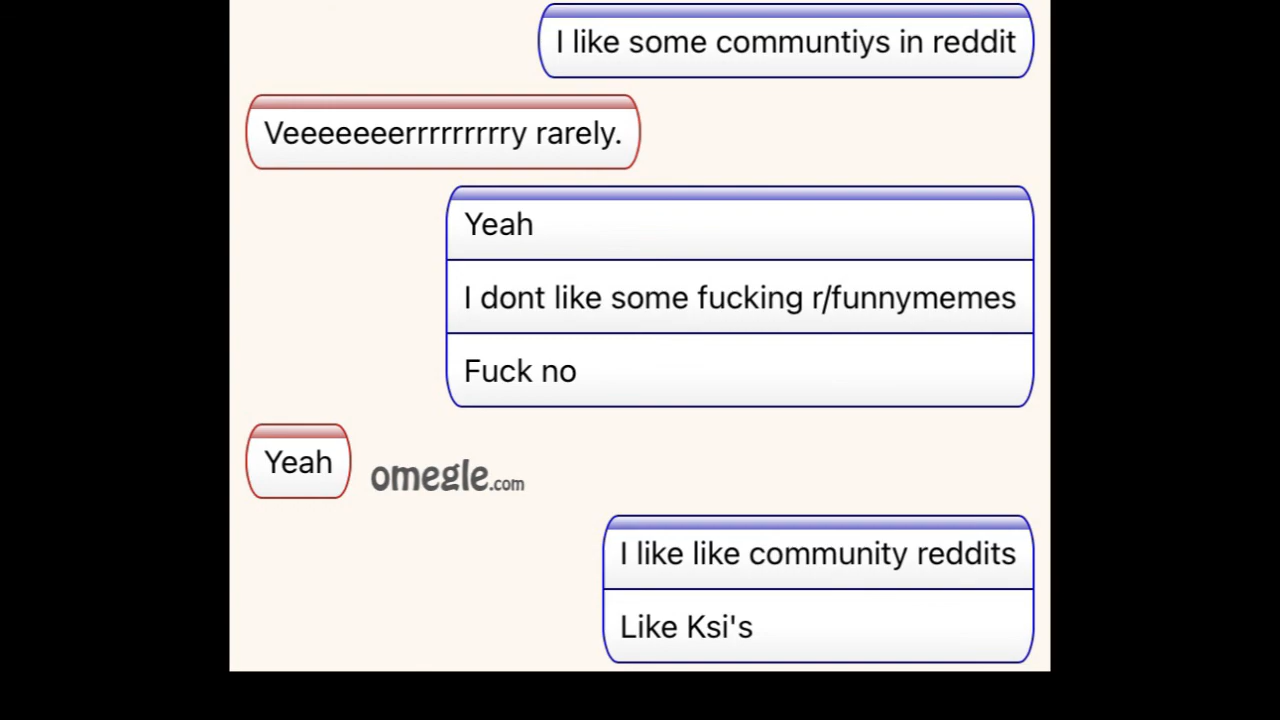 I like some communtiys in reddit
Veeeeeeerrrrrrrrry rarely.
Yeah
I dont like some fucking r/funnymemes
Fuck no
Yeah
omegle.com
I like like community reddits
Like Ksi's